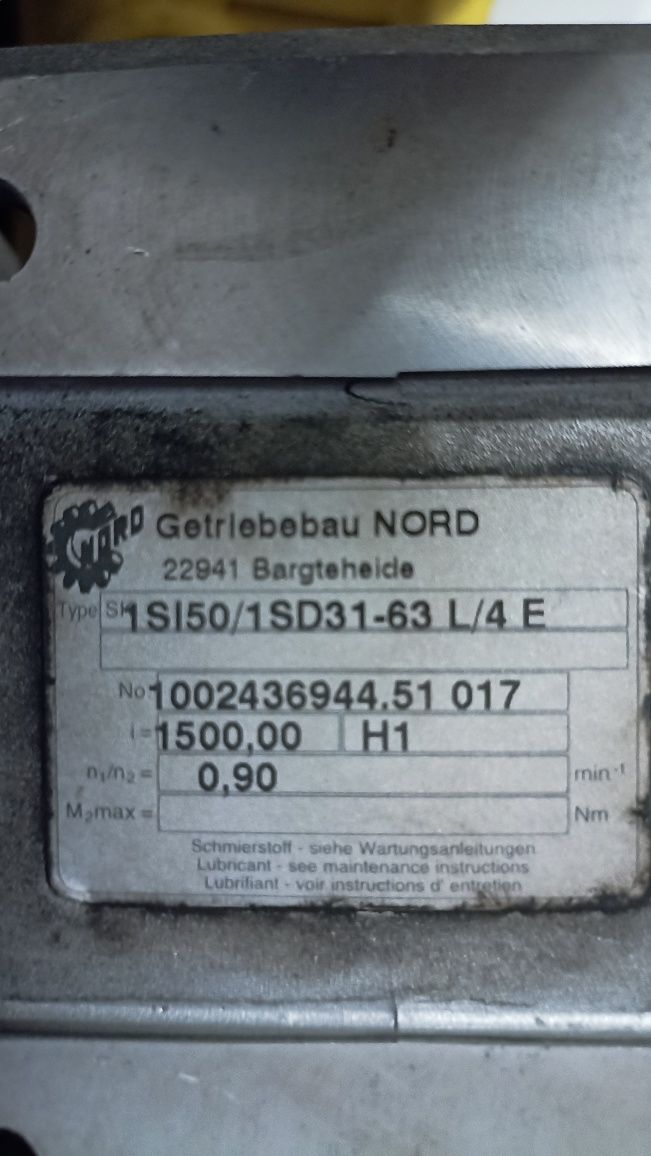 NORD Getriebebau NORD
22941 Bargteheide
Type SK 1SI50/1SD31-63 L/4 E
No 1002436944.51 017
i = 1500,00 H1
n₁/n₂ = 0,90 min⁻¹
M₂max = Nm
Schmierstoff - siehe Wartungsanleitungen
Lubricant - see maintenance instructions
Lubrifiant - voir instructions d' entretien